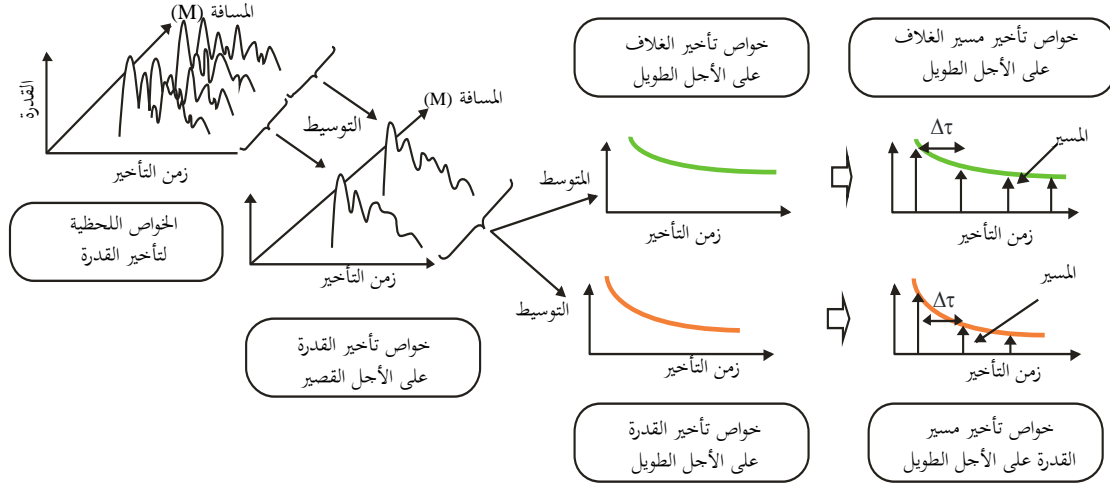 المسافة (M)
القدرة
زمن التأخير
الخواص اللحظية
لتأخير القدرة
التوسيط
المسافة (M)
زمن التأخير
خواص تأخير القدرة
على الأجل القصير
المتوسط
التوسيط
خواص تأخير الغلاف
على الأجل الطويل
زمن التأخير
زمن التأخير
خواص تأخير القدرة
على الأجل الطويل
خواص تأخير مسير الغلاف
على الأجل الطويل
Δτ
المسير
زمن التأخير
المسير
Δτ
زمن التأخير
خواص تأخير مسير
القدرة على الأجل الطويل